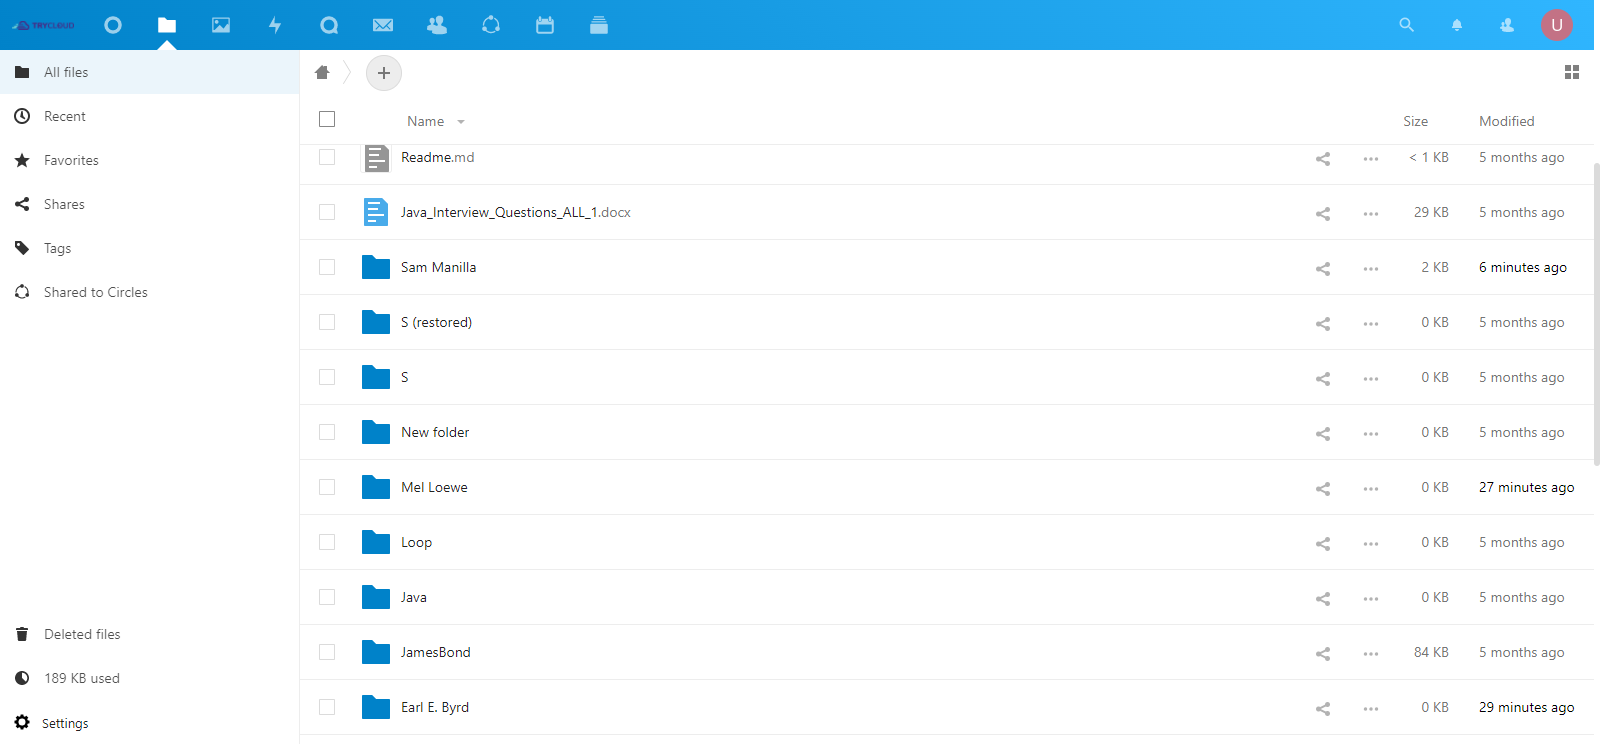 TRYCLOUD
U
All files
Recent
Favorites
Shares
Tags
Shared to Circles
Deleted files
189 KB used
Settings
+
Name Size Modified
Readme.md < 1 KB 5 months ago
Java_Interview_Questions_ALL_1.docx 29 KB 5 months ago
Sam Manilla 2 KB 6 minutes ago
S (restored) 0 KB 5 months ago
S 0 KB 5 months ago
New folder 0 KB 5 months ago
Mel Loewe 0 KB 27 minutes ago
Loop 0 KB 5 months ago
Java 0 KB 5 months ago
JamesBond 84 KB 5 months ago
Earl E. Byrd 0 KB 29 minutes ago